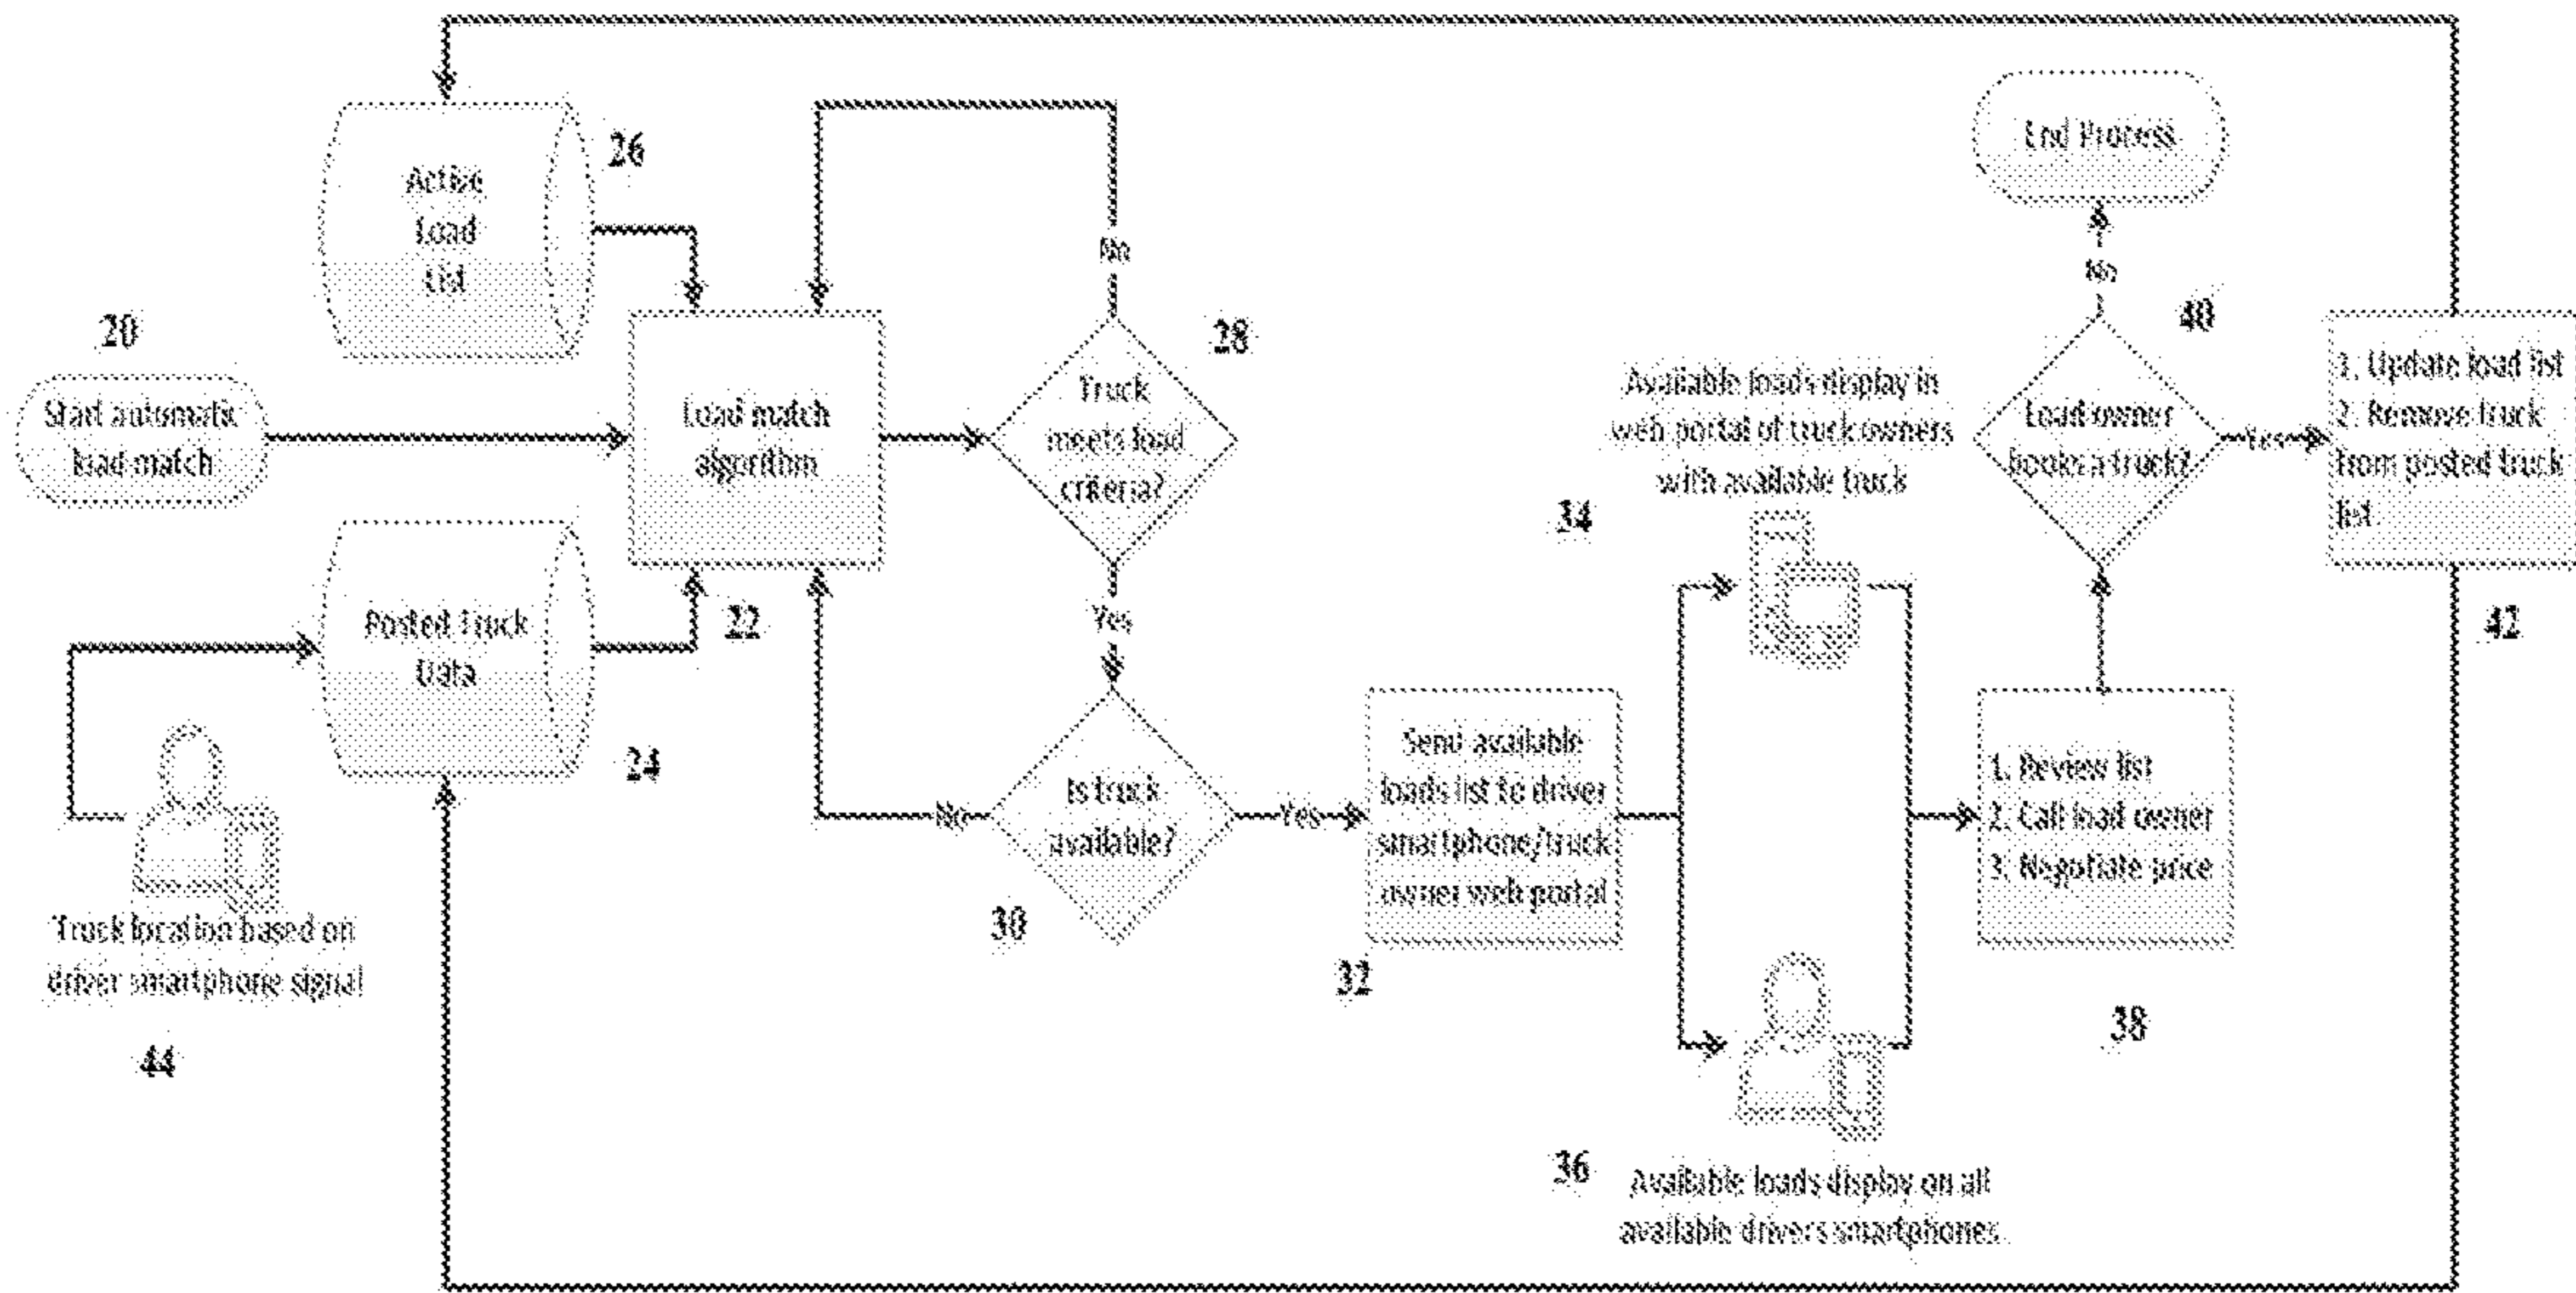 26
Active
Load
List
End Process
No
No
40
20
28
Start automatic
load match
Load match
algorithm
Truck
meets load
criteria?
Available loads display in
web portal of truck owners
with available truck
34
Load owner
books a truck?
Yes
1. Update load list
2. Remove truck
from posted truck
list
42
Posted Truck
Data
22
24
Yes
Truck location based on
driver smartphone signal
44
No
Is truck
available?
Yes
30
Send available
loads list to driver
smartphone/truck
owner web portal
32
1. Review list
2. Call load owner
3. Negotiate price
38
36
Available loads display on all
available drivers smartphones